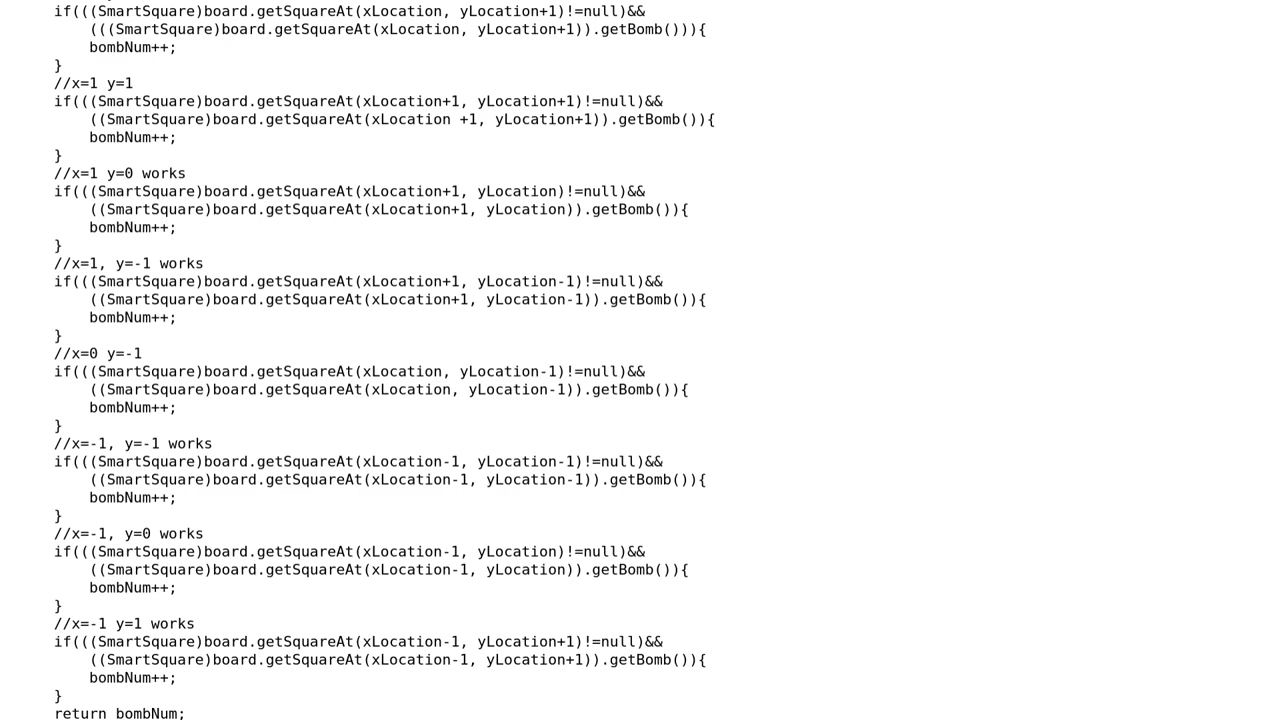 if(((SmartSquare)board.getSquareAt(xLocation, yLocation+1)!=null)&&
(((SmartSquare)board.getSquareAt(xLocation, yLocation+1)).getBomb())){
bombNum++;
}
//x=1 y=1
if(((SmartSquare)board.getSquareAt(xLocation+1, yLocation+1)!=null)&&
((SmartSquare)board.getSquareAt(xLocation +1, yLocation+1)).getBomb()){
bombNum++;
}
//x=1 y=0 works
if(((SmartSquare)board.getSquareAt(xLocation+1, yLocation)!=null)&&
((SmartSquare)board.getSquareAt(xLocation+1, yLocation)).getBomb()){
bombNum++;
}
//x=1, y=-1 works
if(((SmartSquare)board.getSquareAt(xLocation+1, yLocation-1)!=null)&&
((SmartSquare)board.getSquareAt(xLocation+1, yLocation-1)).getBomb()){
bombNum++;
}
//x=0 y=-1
if(((SmartSquare)board.getSquareAt(xLocation, yLocation-1)!=null)&&
((SmartSquare)board.getSquareAt(xLocation, yLocation-1)).getBomb()){
bombNum++;
}
//x=-1, y=-1 works
if(((SmartSquare)board.getSquareAt(xLocation-1, yLocation-1)!=null)&&
((SmartSquare)board.getSquareAt(xLocation-1, yLocation-1)).getBomb()){
bombNum++;
}
//x=-1, y=0 works
if(((SmartSquare)board.getSquareAt(xLocation-1, yLocation)!=null)&&
((SmartSquare)board.getSquareAt(xLocation-1, yLocation)).getBomb()){
bombNum++;
}
//x=-1 y=1 works
if(((SmartSquare)board.getSquareAt(xLocation-1, yLocation+1)!=null)&&
((SmartSquare)board.getSquareAt(xLocation-1, yLocation+1)).getBomb()){
bombNum++;
}
return bombNum;